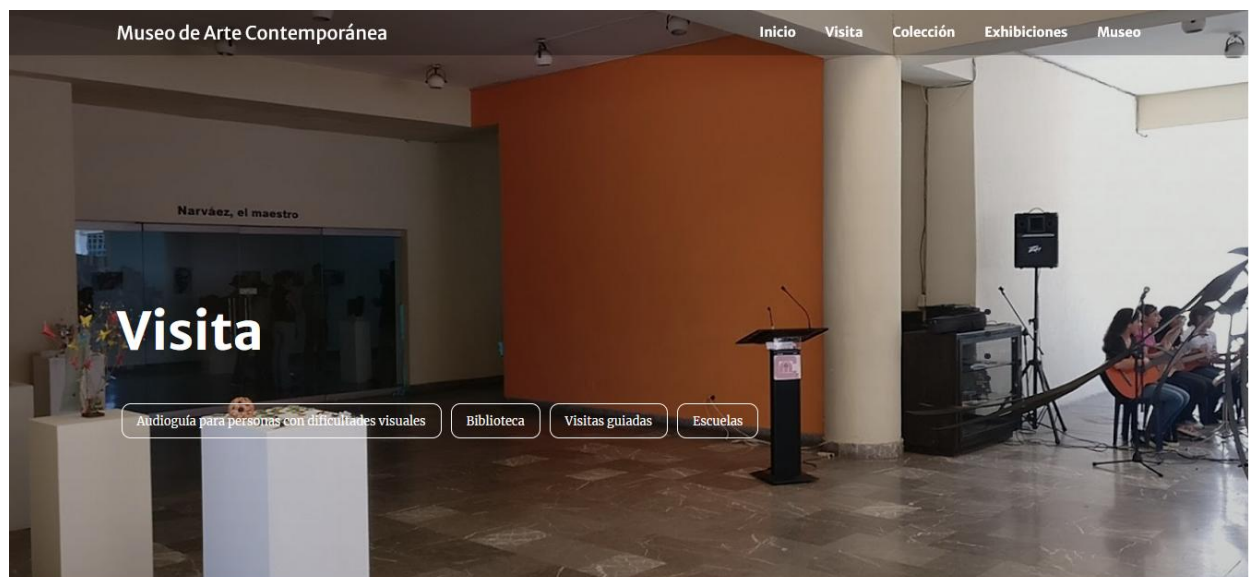 Museo de Arte Contemporánea
Inicio Visita Colección Exhibiciones Museo
Narváez, el maestro
Visita
Audioguía para personas con dificultades visuales Biblioteca Visitas guiadas Escuelas